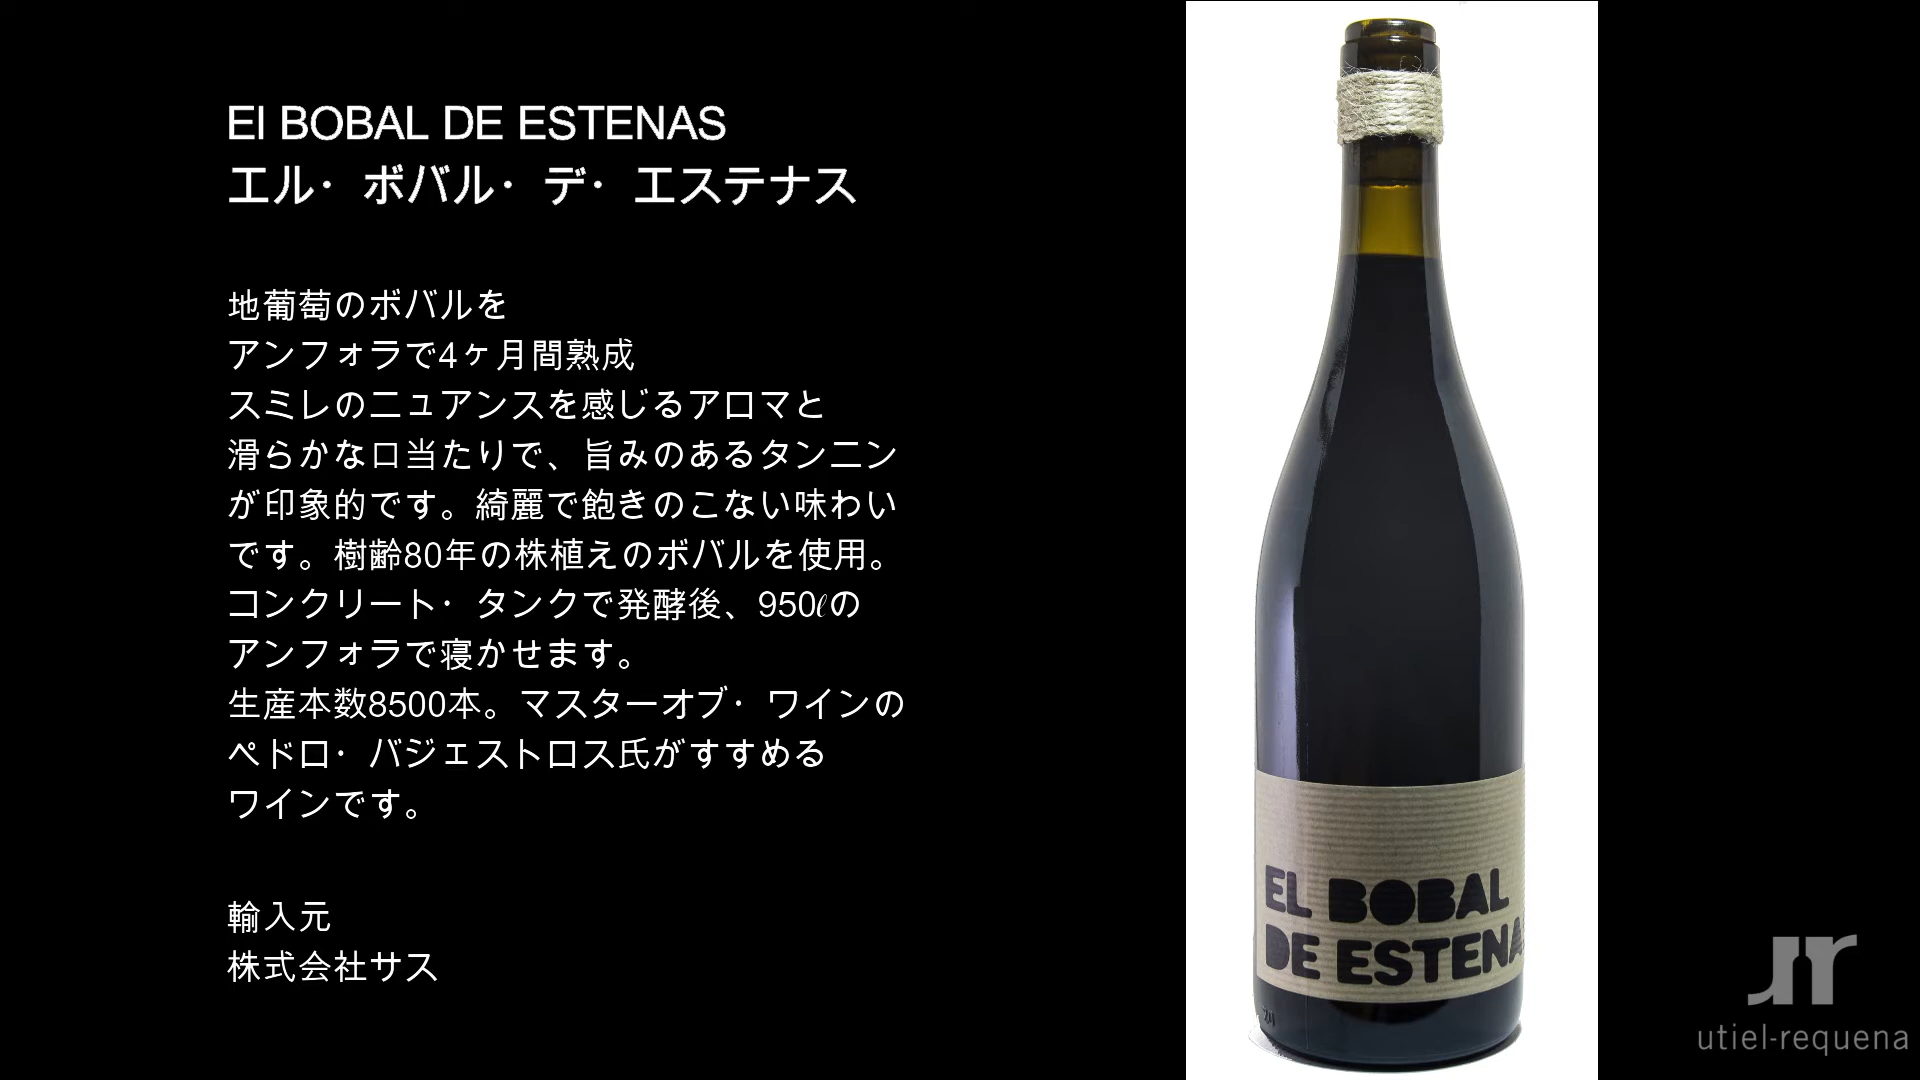 El BOBAL DE ESTENAS
エル・ボバル・デ・エステナス
地葡萄のボバルを
アンフォラで4ヶ月間熟成
スミレのニュアンスを感じるアロマと
滑らかな口当たりで、旨みのあるタンニン
が印象的です。綺麗で飽きのこない味わい
です。樹齢80年の株植えのボバルを使用。
コンクリート・タンクで発酵後、950ℓの
アンフォラで寝かせます。
生産本数8500本。マスターオブ・ワインの
ペドロ・バジェストロス氏がすすめる
ワインです。
輸入元
株式会社サス
EL BOBAL
DE ESTENA
utiel-requena